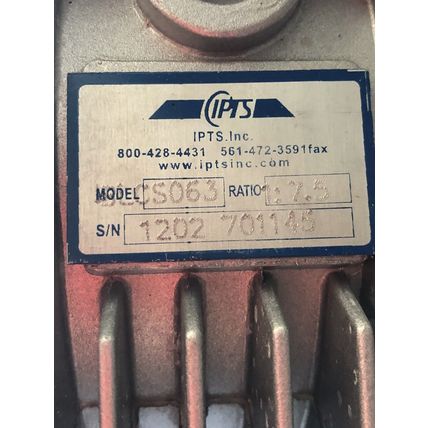 IPTS
IPTS.Inc.
800-428-4431 561-472-3591fax
www.iptsinc.com
MODEL RATIO 1:7.5
S/N 1202 701145